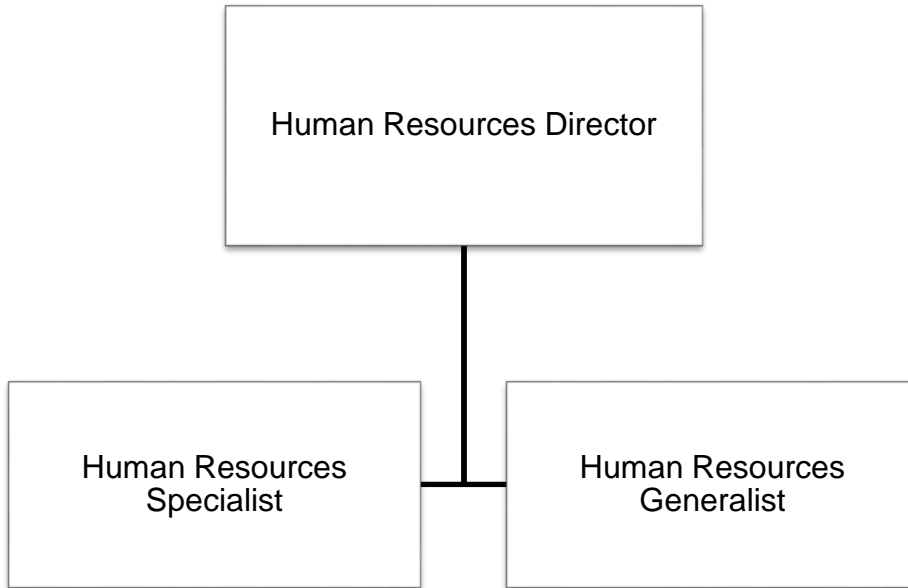 Human Resources Director
Human Resources
Specialist
Human Resources
Generalist